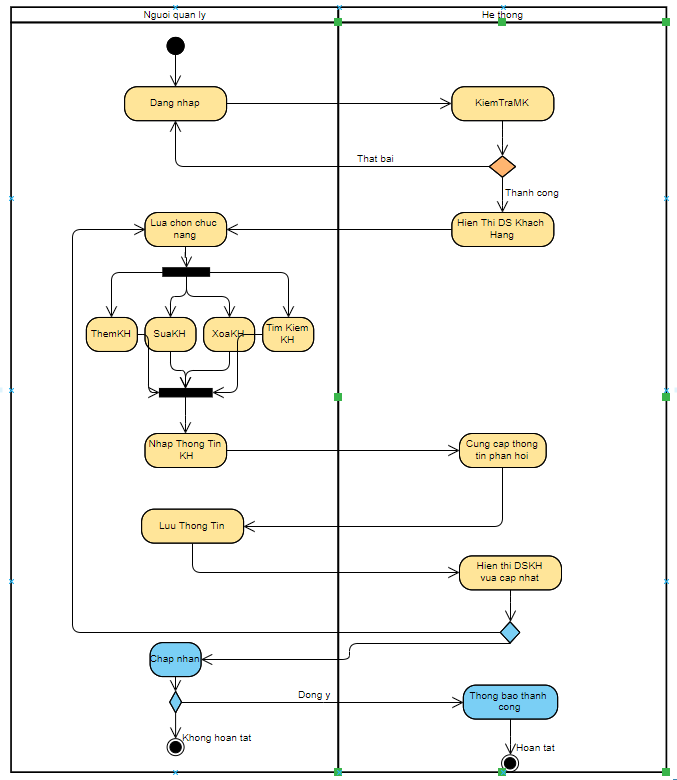 Nguoi quan ly
He thong
Dang nhap
KiemTraMK
That bai
Thanh cong
Lua chon chuc
nang
Hien Thi DS Khach
Hang
ThemKH
SuaKH
XoaKH
Tim Kiem
KH
Nhap Thong Tin
KH
Cung cap thong
tin phan hoi
Luu Thong Tin
Hien thi DSKH
vua cap nhat
Chap nhan
Dong y
Thong bao thanh
cong
Khong hoan tat
Hoan tat